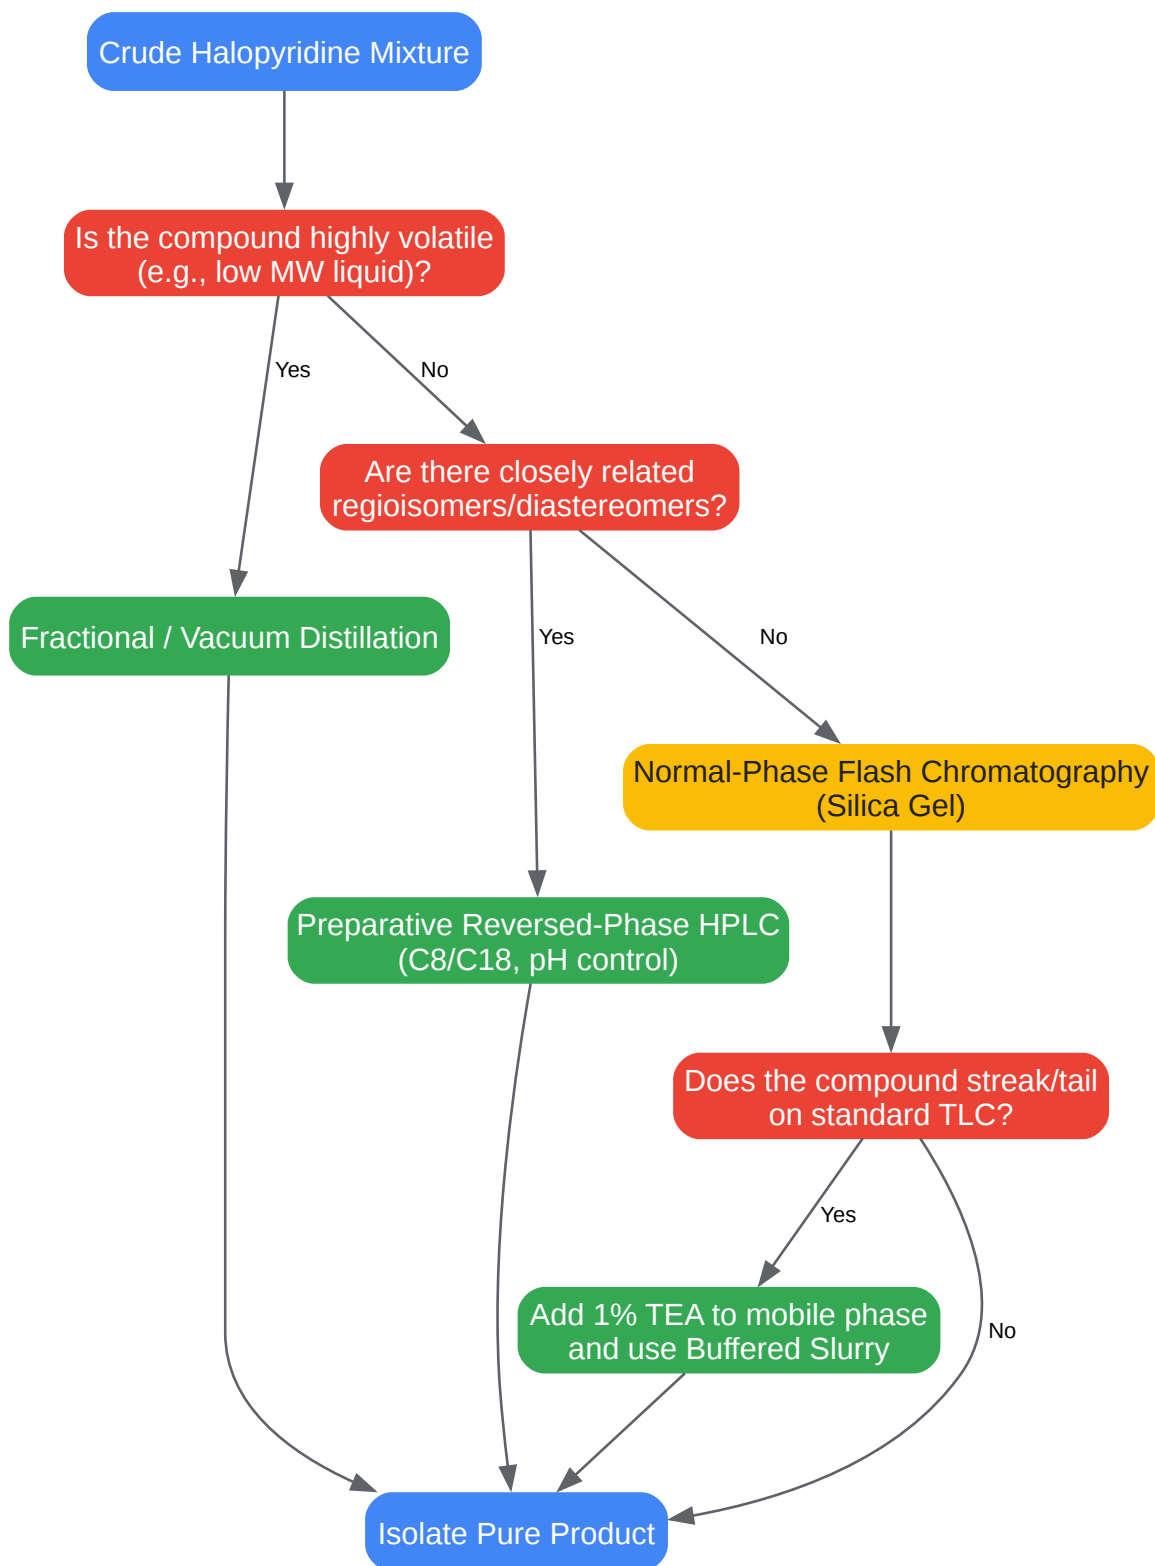 Crude Halopyridine Mixture
Is the compound highly volatile
(e.g., low MW liquid)?
Yes
No
Are there closely related
regioisomers/diastereomers?
Fractional / Vacuum Distillation
Yes
No
Normal-Phase Flash Chromatography
(Silica Gel)
Preparative Reversed-Phase HPLC
(C8/C18, pH control)
Does the compound streak/tail
on standard TLC?
Yes
Add 1% TEA to mobile phase
and use Buffered Slurry
No
Isolate Pure Product